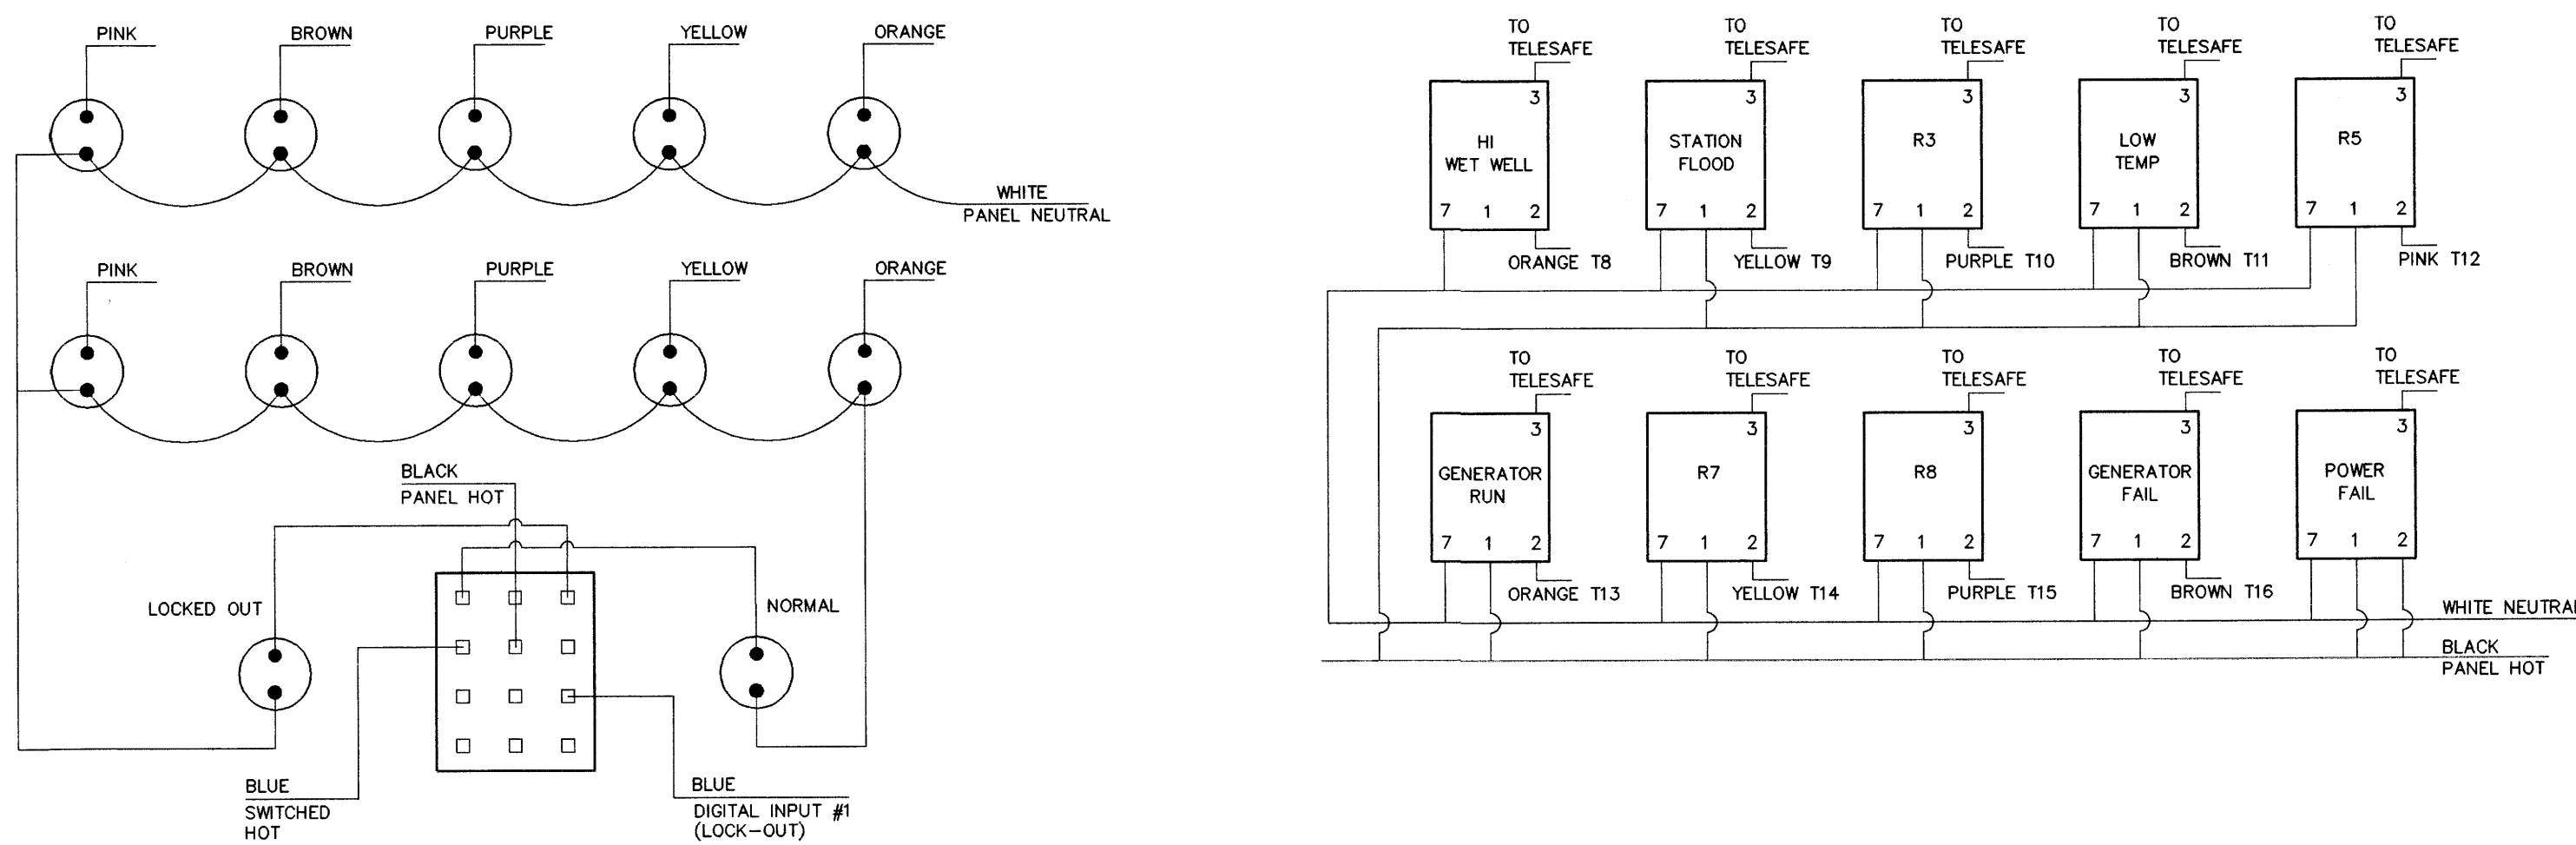 PINK
BROWN
PURPLE
YELLOW
ORANGE
WHITE
PANEL NEUTRAL
PINK
BROWN
PURPLE
YELLOW
ORANGE
BLACK
PANEL HOT
LOCKED OUT
NORMAL
BLUE
SWITCHED
HOT
BLUE
DIGITAL INPUT #1
(LOCK-OUT)
TO
TELESAFE
TO
TELESAFE
TO
TELESAFE
TO
TELESAFE
TO
TELESAFE
3
HI
WET WELL
7 1 2
3
STATION
FLOOD
7 1 2
3
R3
7 1 2
3
LOW
TEMP
7 1 2
3
R5
7 1 2
ORANGE T8
YELLOW T9
PURPLE T10
BROWN T11
PINK T12
TO
TELESAFE
TO
TELESAFE
TO
TELESAFE
TO
TELESAFE
TO
TELESAFE
3
GENERATOR
RUN
7 1 2
3
R7
7 1 2
3
R8
7 1 2
3
GENERATOR
FAIL
7 1 2
3
POWER
FAIL
7 1 2
ORANGE T13
YELLOW T14
PURPLE T15
BROWN T16
WHITE NEUTRAL
BLACK
PANEL HOT